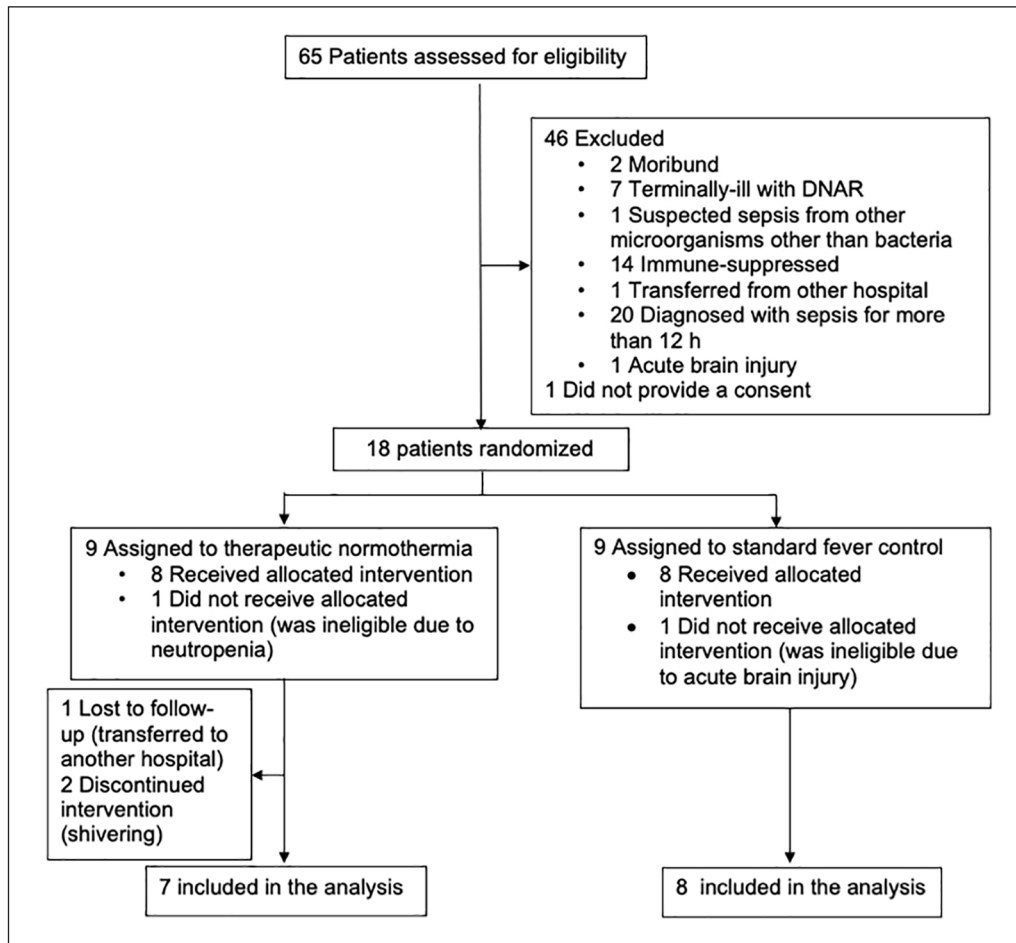 65 Patients assessed for eligibility
46 Excluded
• 2 Moribund
• 7 Terminally-ill with DNAR
• 1 Suspected sepsis from other
microorganisms other than bacteria
• 14 Immune-suppressed
• 1 Transferred from other hospital
• 20 Diagnosed with sepsis for more
than 12 h
• 1 Acute brain injury
1 Did not provide a consent
18 patients randomized
9 Assigned to therapeutic normothermia
• 8 Received allocated intervention
• 1 Did not receive allocated
intervention (was ineligible due to
neutropenia)
9 Assigned to standard fever control
• 8 Received allocated
intervention
• 1 Did not receive allocated
intervention (was ineligible due
to acute brain injury)
1 Lost to follow-
up (transferred to
another hospital)
2 Discontinued
intervention
(shivering)
7 included in the analysis
8 included in the analysis